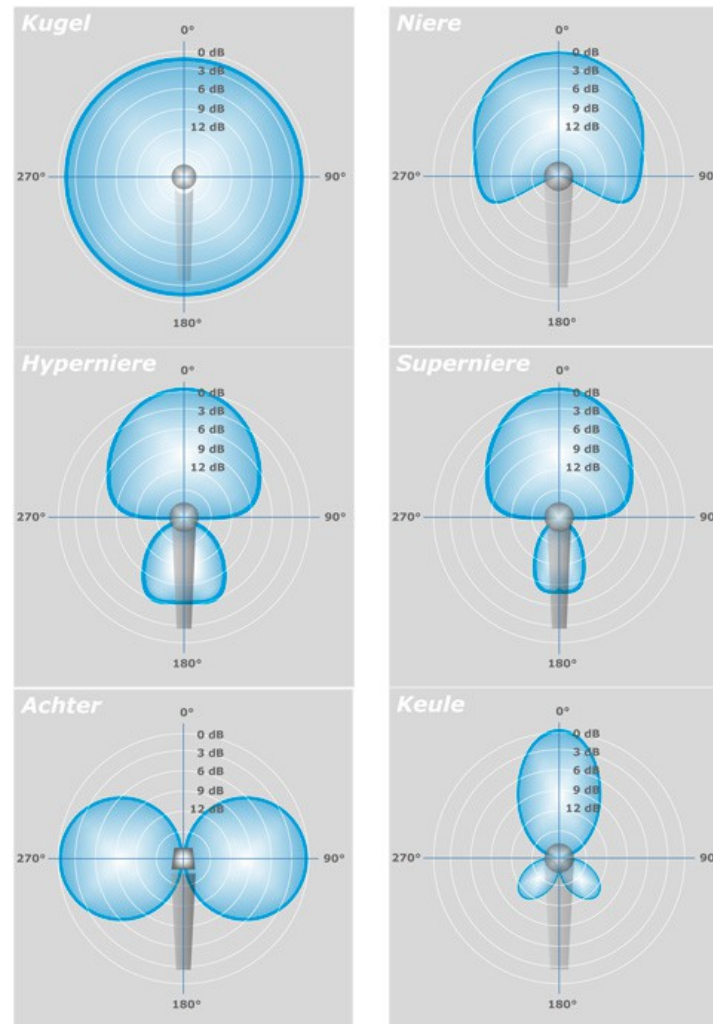 Kugel
0°
0 dB
3 dB
6 dB
9 dB
12 dB
270°
90°
180°
Niere
0°
0 dB
3 dB
6 dB
9 dB
12 dB
270°
90
180°
Hyperniere
0°
0 dB
3 dB
6 dB
9 dB
12 dB
270°
90°
180°
Superniere
0°
0 dB
3 dB
6 dB
9 dB
12 dB
270°
90
180°
Achter
0°
0 dB
3 dB
6 dB
9 dB
12 dB
270°
90°
180°
Keule
0°
0 dB
3 dB
6 dB
9 dB
12 dB
270°
90
180°